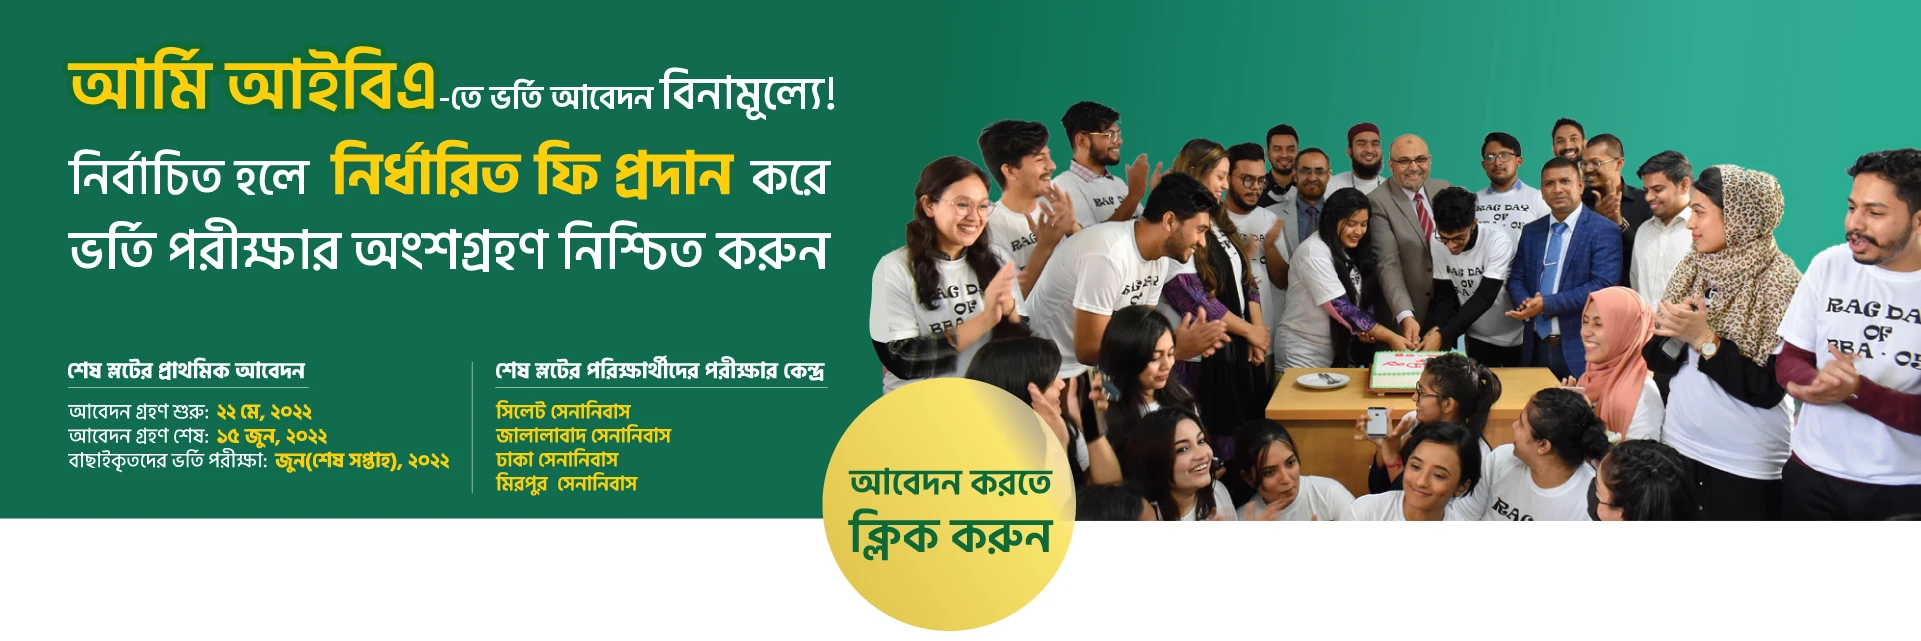 আর্মি আইবিএ-তে ভর্তি আবেদন বিনামূল্যে!
নির্বাচিত হলে নির্ধারিত ফি প্রদান করে
ভর্তি পরীক্ষার অংশগ্রহণ নিশ্চিত করুন
শেষ স্লটের প্রাথমিক আবেদন
আবেদন গ্রহণ শুরু: ২২ মে, ২০২২
আবেদন গ্রহণ শেষ: ১৫ জুন, ২০২২
বাছাইকৃতদের ভর্তি পরীক্ষা: জুন(শেষ সপ্তাহ), ২০২২
শেষ স্লটের পরিক্ষার্থীদের পরীক্ষার কেন্দ্র
সিলেট সেনানিবাস
জালালাবাদ সেনানিবাস
ঢাকা সেনানিবাস
মিরপুর সেনানিবাস
আবেদন করতে
ক্লিক করুন
RAG DAY
OF
RAG DAY
OF
BBA - 05